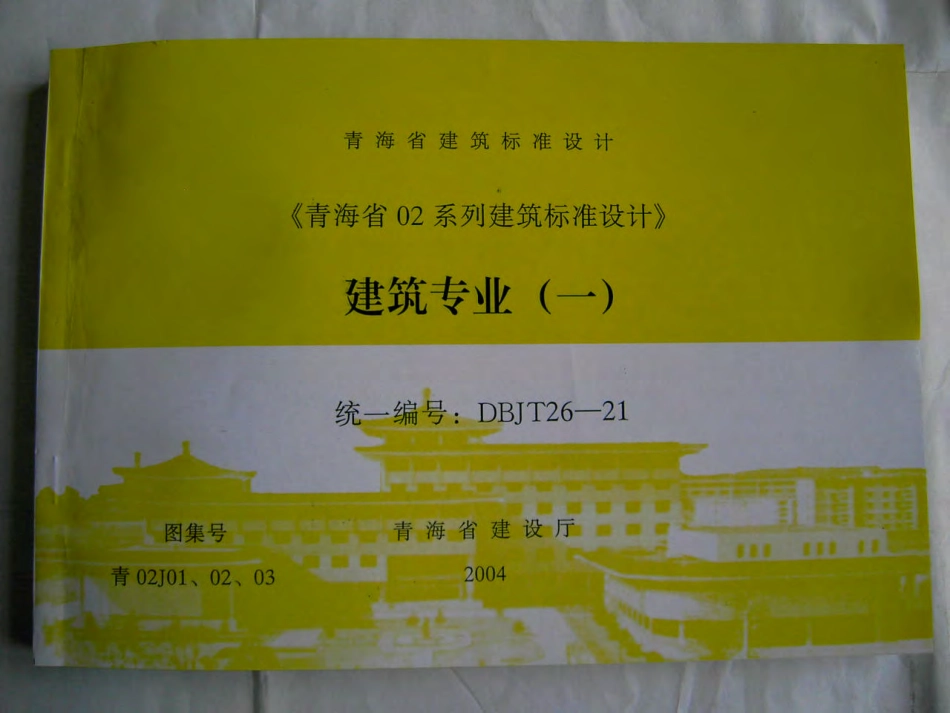 青海省建筑标准设计
《青海省02系列建筑标准设计》
建筑专业（一）
统一编号：DBJT26—21
图集号
青02J01、02、03
青海省建设厅
2004